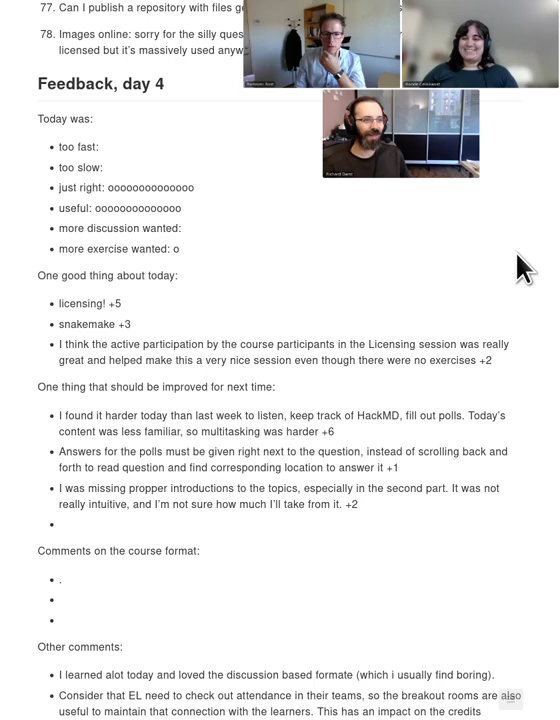 77. Can I publish a repository with files
78. Images online: sorry for the silly ques
licensed but it's massively used anyw
Feedback, day 4
Today was:
• too fast:
• too slow:
• just right: oooooooooooooo
• useful: oooooooooooooo
• more discussion wanted:
• more exercise wanted: o
One good thing about today:
• licensing! +5
• snakemake +3
• I think the active participation by the course participants in the Licensing session was really
great and helped make this a very nice session even though there were no exercises +2
One thing that should be improved for next time:
• I found it harder today than last week to listen, keep track of HackMD, fill out polls. Today's
content was less familiar, so multitasking was harder +6
• Answers for the polls must be given right next to the question, instead of scrolling back and
forth to read question and find corresponding location to answer it +1
• I was missing propper introductions to the topics, especially in the second part. It was not
really intuitive, and I'm not sure how much I'll take from it. +2
•
Comments on the course format:
• .
•
•
Other comments:
• I learned alot today and loved the discussion based formate (which i usually find boring).
• Consider that EL need to check out attendance in their teams, so the breakout rooms are also
useful to maintain that connection with the learners. This has an impact on the credits